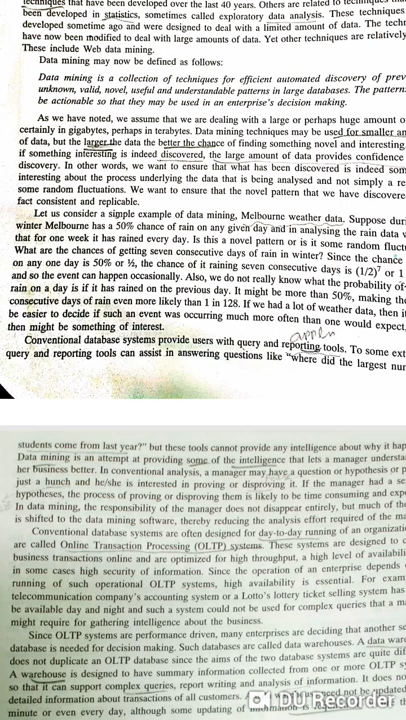 techniques that have been developed over the last 40 years. Others are related to techniques that
been developed in statistics, sometimes called exploratory data analysis. These techniques
developed sometime ago and were designed to deal with a limited amount of data. The techn
have now been modified to deal with large amounts of data. Yet other techniques are relatively
These include Web data mining.
Data mining may now be defined as follows:
Data mining is a collection of techniques for efficient automated discovery of prev
unknown, valid, novel, useful and understandable patterns in large databases. The pattern
be actionable so that they may be used in an enterprise's decision making.
As we have noted, we assume that we are dealing with a large or perhaps huge amount o
certainly in gigabytes, perhaps in terabytes. Data mining techniques may be used for smaller am
of data, but the larger the data the better the chance of finding something novel and interesting
if something interesting is indeed discovered, the large amount of data provides confidence
discovery. In other words, we want to ensure that what has been discovered is indeed som
interesting about the process underlying the data that is being analysed and not simply a re
some random fluctuations. We want to ensure that the novel pattern that we have discovere
fact consistent and replicable.
Let us consider a simple example of data mining, Melbourne weather data. Suppose duri
winter Melbourne has a 50% chance of rain on any given day and in analysing the rain data
that for one week it has rained every day. Is this a novel pattern or is it some random fluctu
What are the chances of getting seven consecutive days of rain in winter? Since the chance
on any one day is 50% or ½, the chance of it raining seven consecutive days is (1/2)⁷ or 1
and so the event can happen occasionally. Also, we do not really know what the probability of
rain on a day is if it has rained on the previous day. It might be more than 50%, making the
consecutive days of rain even more likely than 1 in 128. If we had a lot of weather data, then it
be easier to decide if such an event was occurring much more often than one would expect,
then might be something of interest.
Conventional database systems provide users with query and reporting tools. To some ext
query and reporting tools can assist in answering questions like "where did the largest num
students come from last year?" but these tools cannot provide any intelligence about why it hap
Data mining is an attempt at providing some of the intelligence that lets a manager understa
her business better. In conventional analysis, a manager may have a question or hypothesis or p
just a hunch and he/she is interested in proving or disproving it. If the manager had a se
hypotheses, the process of proving or disproving them is likely to be time consuming and expe
In data mining, the responsibility of the manager does not disappear entirely, but much of the
is shifted to the data mining software, thereby reducing the analysis effort required of the ma
Conventional database systems are often designed for day-to-day running of an organizatio
are called Online Transaction Processing (OLTP) systems. These systems are designed to c
business transactions online and are optimized for high throughput, a high level of availabili
in some cases high security of information. Since the operation of an enterprise depends
running of such operational OLTP systems, high availability is essential. For exam
telecommunication company's accounting system or a Lotto's lottery ticket selling system has
be available day and night and such a system could not be used for complex queries that a m
might require for gathering intelligence about the business.
Since OLTP systems are performance driven, many enterprises are deciding that another se
database is needed for decision making. Such databases are called data warehouses. A data war
does not duplicate an OLTP database since the aims of the two database systems are quite dif
A warehouse is designed to have summary information collected from one or more OLTP sy
so that it can support complex queries, report writing and analysis of information. It does no
detailed information about transactions of all customers. need not be updated
minute or even every day, although some updating of
DU Recorder